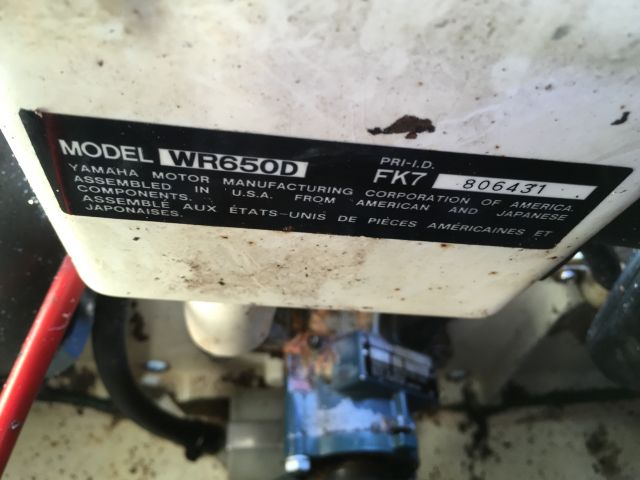 MODEL WR650D
PRI-I.D.
FK7 806431
YAMAHA MOTOR MANUFACTURING CORPORATION OF AMERICA.
ASSEMBLED IN U.S.A. FROM AMERICAN AND JAPANESE
COMPONENTS.
ASSEMBLÉ AUX ÉTATS-UNIS DE PIÈCES AMÉRICAINES ET
JAPONAISES.